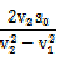 2v₂s₀
v₂² − v₁²